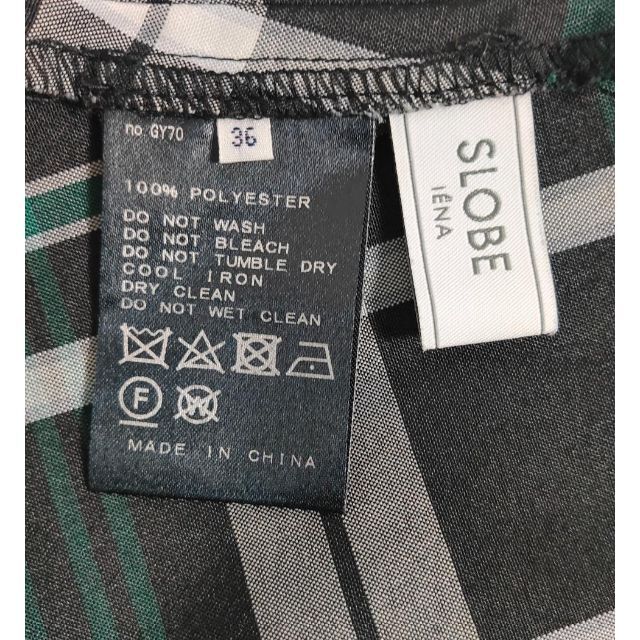 no GY70
36
100% POLYESTER
DO NOT WASH
DO NOT BLEACH
DO NOT TUMBLE DRY
COOL IRON
DRY CLEAN
DO NOT WET CLEAN
F W
MADE IN CHINA
SLOBE
IÉNA